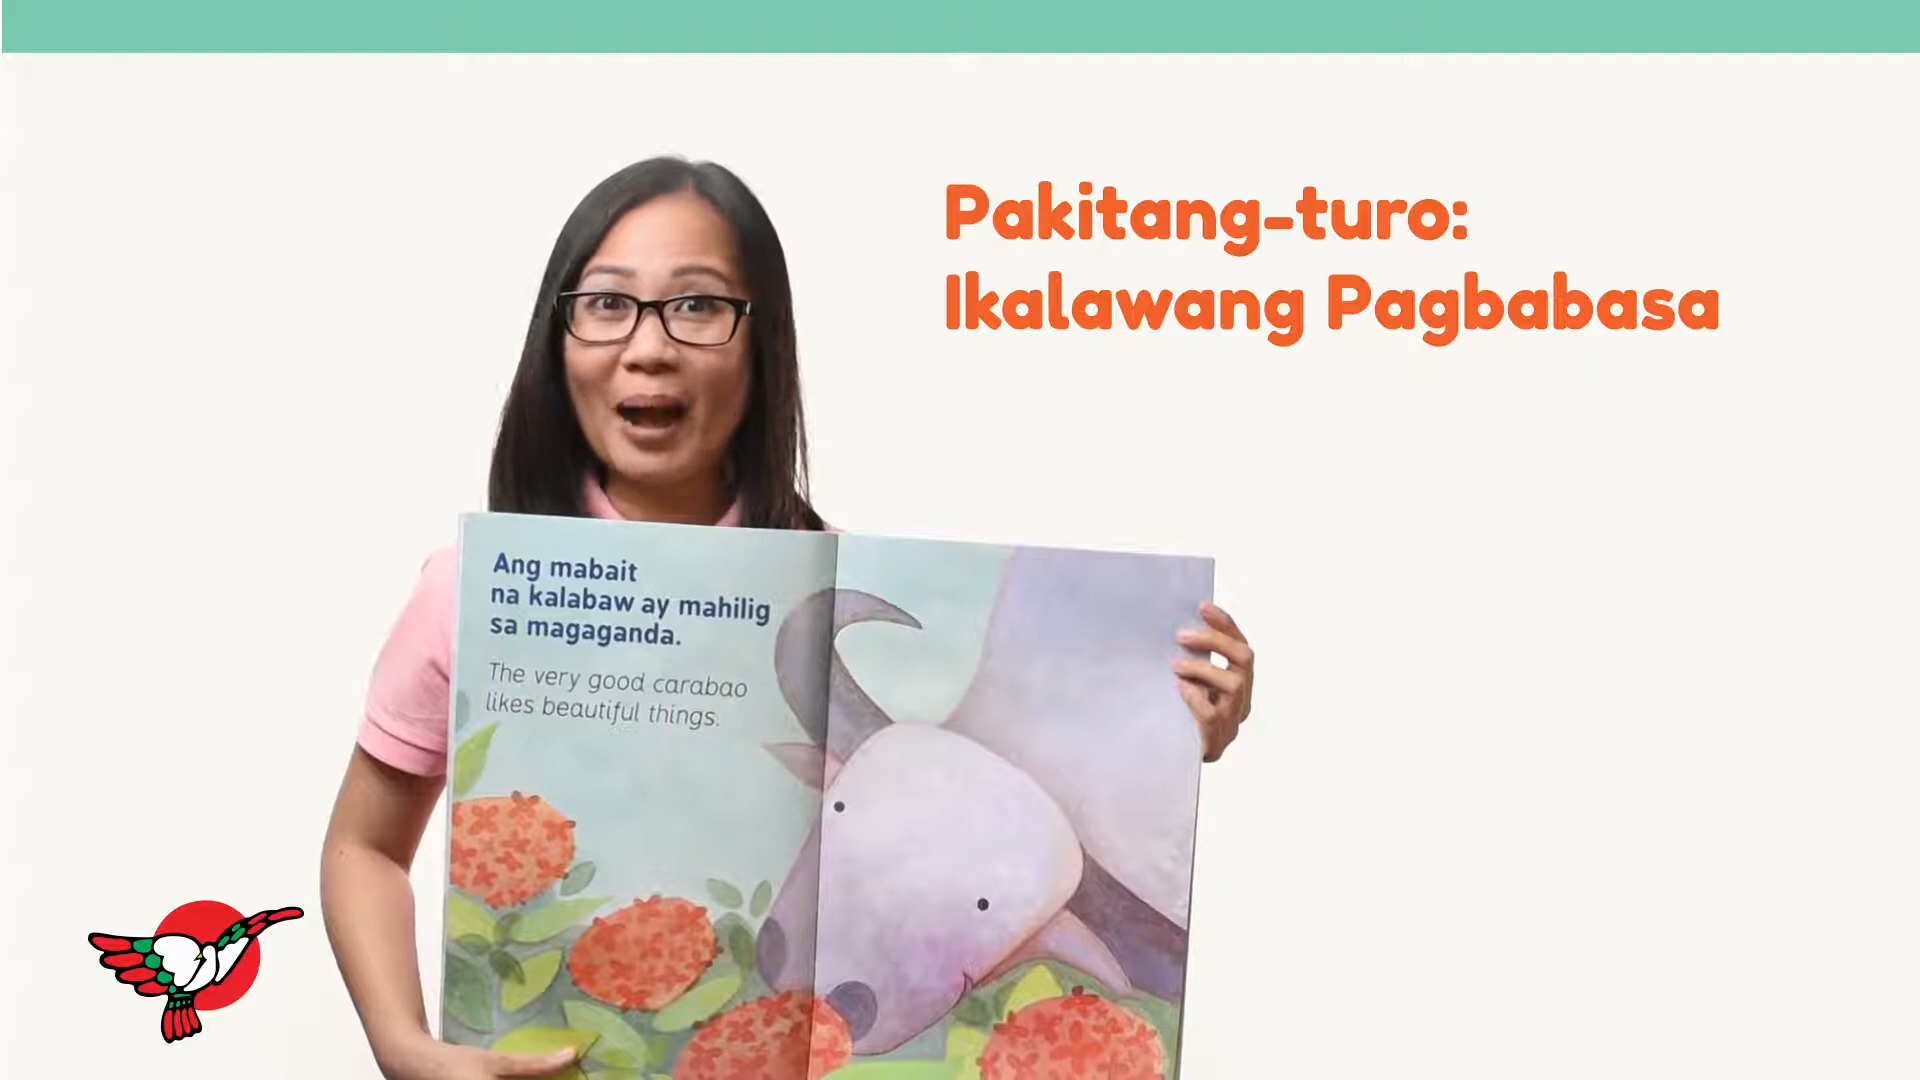 Pakitang-turo:
Ikalawang Pagbabasa
Ang mabait
na kalabaw ay mahilig
sa magaganda.
The very good carabao
likes beautiful things.